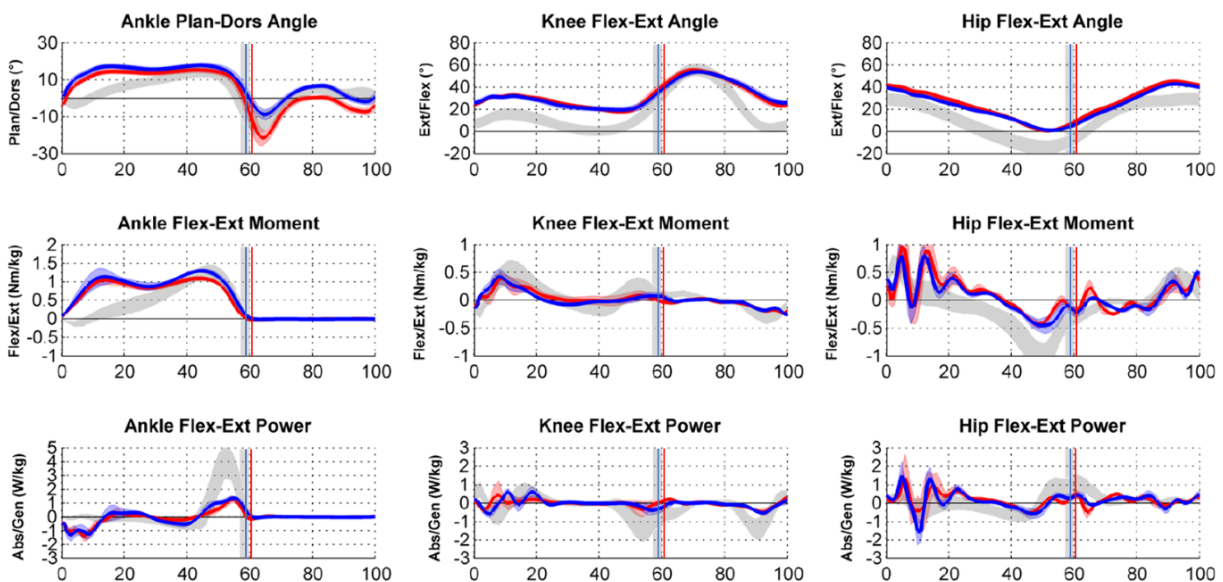 Ankle Plan-Dors Angle Knee Flex-Ext Angle Hip Flex-Ext Angle
Plan/Dors (°) 30 10 -10 -30
0 20 40 60 80 100
Ext/Flex (°) 80 60 40 20 0 -20
0 20 40 60 80 100
Ext/Flex (°) 80 60 40 20 0 -20
0 20 40 60 80 100
Ankle Flex-Ext Moment Knee Flex-Ext Moment Hip Flex-Ext Moment
Flex/Ext (Nm/kg) 2 1.5 1 0.5 0 -0.5 -1
0 20 40 60 80 100
Flex/Ext (Nm/kg) 1 0.5 0 -0.5 -1
0 20 40 60 80 100
Flex/Ext (Nm/kg) 1 0.5 0 -0.5 -1
0 20 40 60 80 100
Ankle Flex-Ext Power Knee Flex-Ext Power Hip Flex-Ext Power
Abs/Gen (W/kg) 5 4 3 2 1 0 -1 -2 -3
0 20 40 60 80 100
Abs/Gen (W/kg) 3 2 1 0 -1 -2 -3
0 20 40 60 80 100
Abs/Gen (W/kg) 3 2 1 0 -1 -2 -3
0 20 40 60 80 100